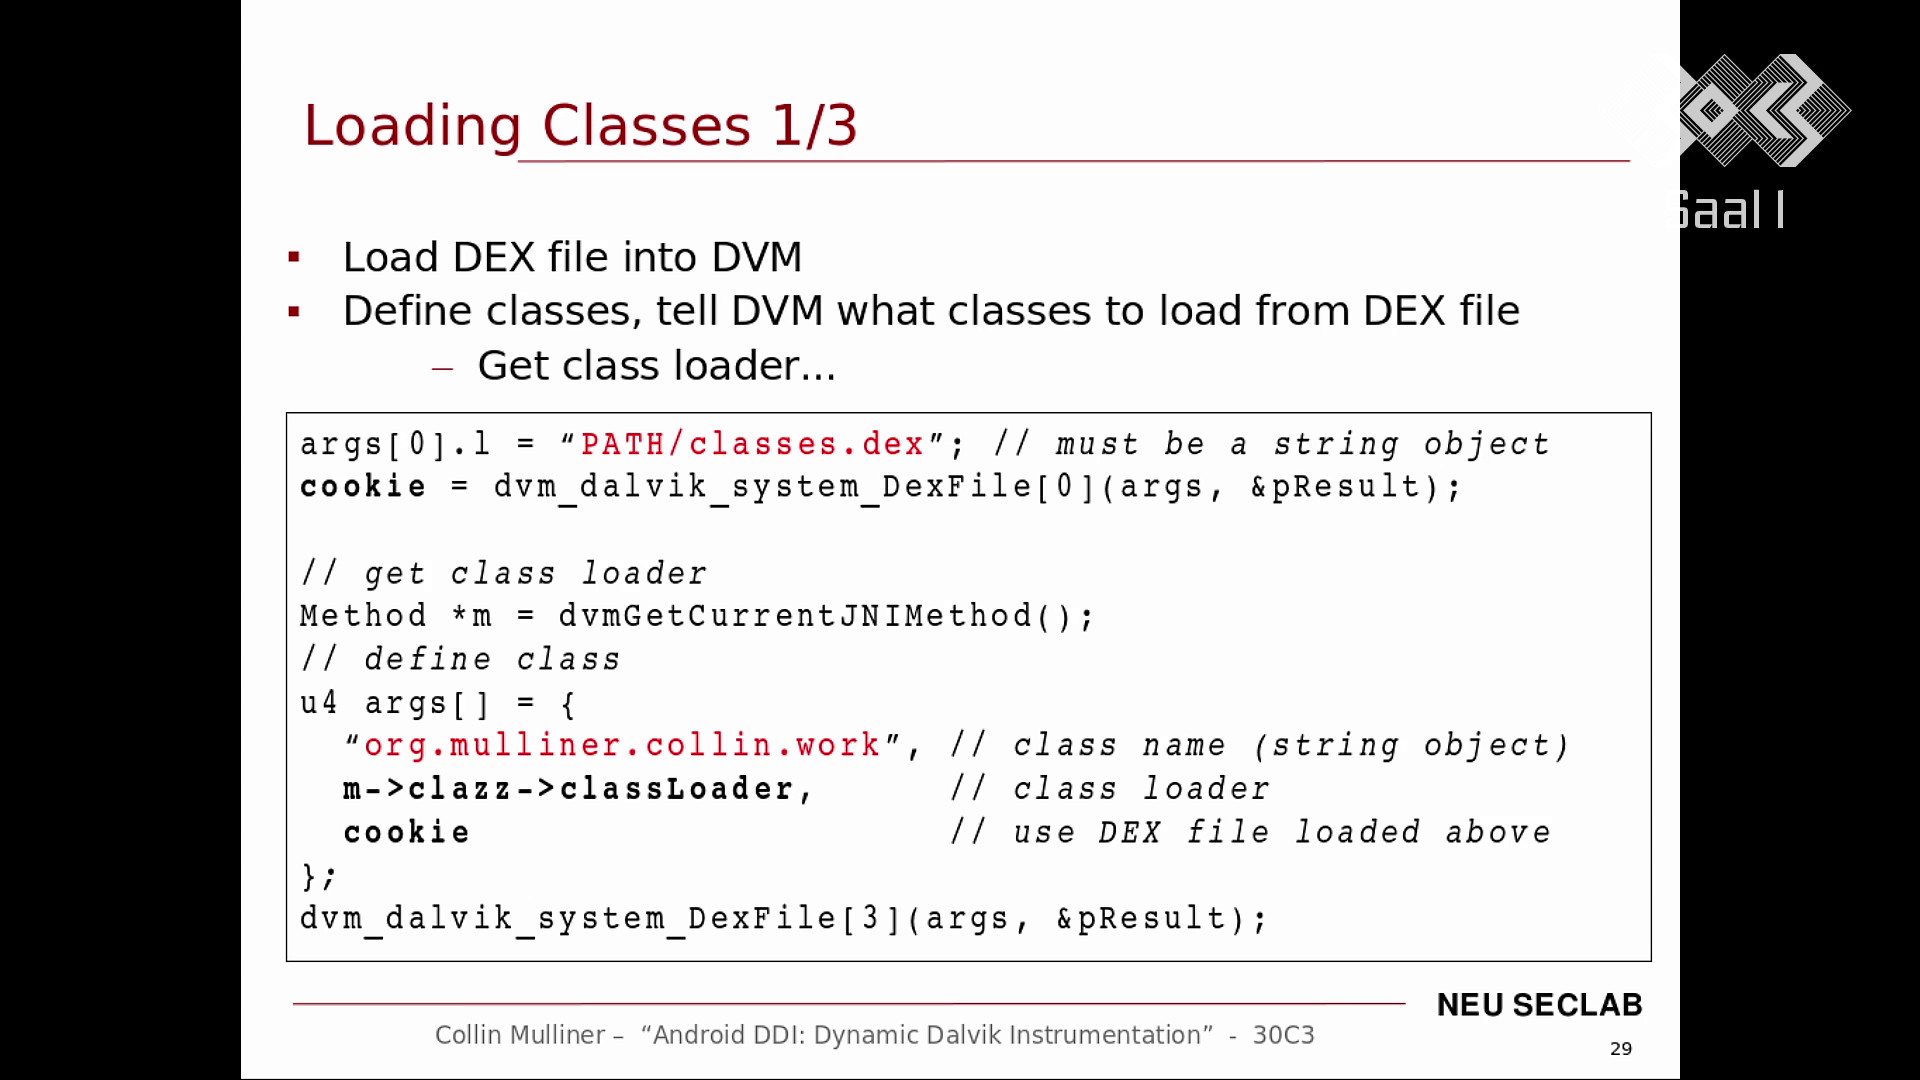 Loading Classes 1/3
Saal 1
▪ Load DEX file into DVM
▪ Define classes, tell DVM what classes to load from DEX file
– Get class loader...
args[0].l = “PATH/classes.dex”; // must be a string object
cookie = dvm_dalvik_system_DexFile[0](args, &pResult);
// get class loader
Method *m = dvmGetCurrentJNIMethod();
// define class
u4 args[] = {
“org.mulliner.collin.work”, // class name (string object)
m->clazz->classLoader, // class loader
cookie // use DEX file loaded above
};
dvm_dalvik_system_DexFile[3](args, &pResult);
NEU SECLAB
Collin Mulliner – “Android DDI: Dynamic Dalvik Instrumentation” - 30C3
29